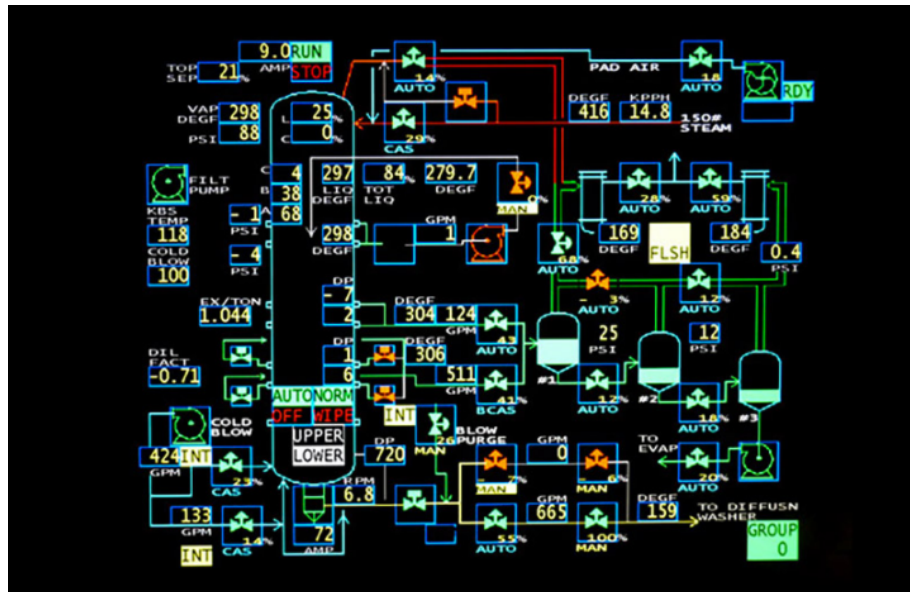 9.0 RUN
TOP SEP 21% AMP STOP
14% AUTO
PAD AIR
18 AUTO
RDY
VAP DEGF 298
L 25%
PSI 88
C 0%
29% CAS
DEGF KPPH
416 14.8
150# STEAM
FILT PUMP
C 4
297 LIQ DEGF
84% TOT LIQ
279.7 DEGF
B 38
A 68
0% MAN
28% AUTO
59% AUTO
KBS TEMP
118
- 1 PSI
298 DEGF
GPM
1
169 DEGF
FLSH
184 DEGF
COLD BLOW
100
- 4 PSI
68% AUTO
0.4 PSI
DP
- 7
- 3% AUTO
12% AUTO
EX/TON
1.044
2
DEGF
304 124 GPM
43 AUTO
25 PSI
12 PSI
DIL FACT
-0.71
DP
1
DEGF
306
6
511 GPM
41% BCAS
#1
12% AUTO
#2
18% AUTO
#3
AUTO NORM
OFF WIPE
INT
UPPER
LOWER
COLD BLOW
26% MAN
BLOW PURGE
424 INT
GPM
23% CAS
DP
720
GPM
0
- 7% MAN
- 6% MAN
TO EVAP
20% AUTO
RPM
6.8
133
GPM
14% CAS
INT
72
AMP
GPM
665
55% AUTO
100% MAN
DEGF
159
TO DIFFUSN WASHER
GROUP
0